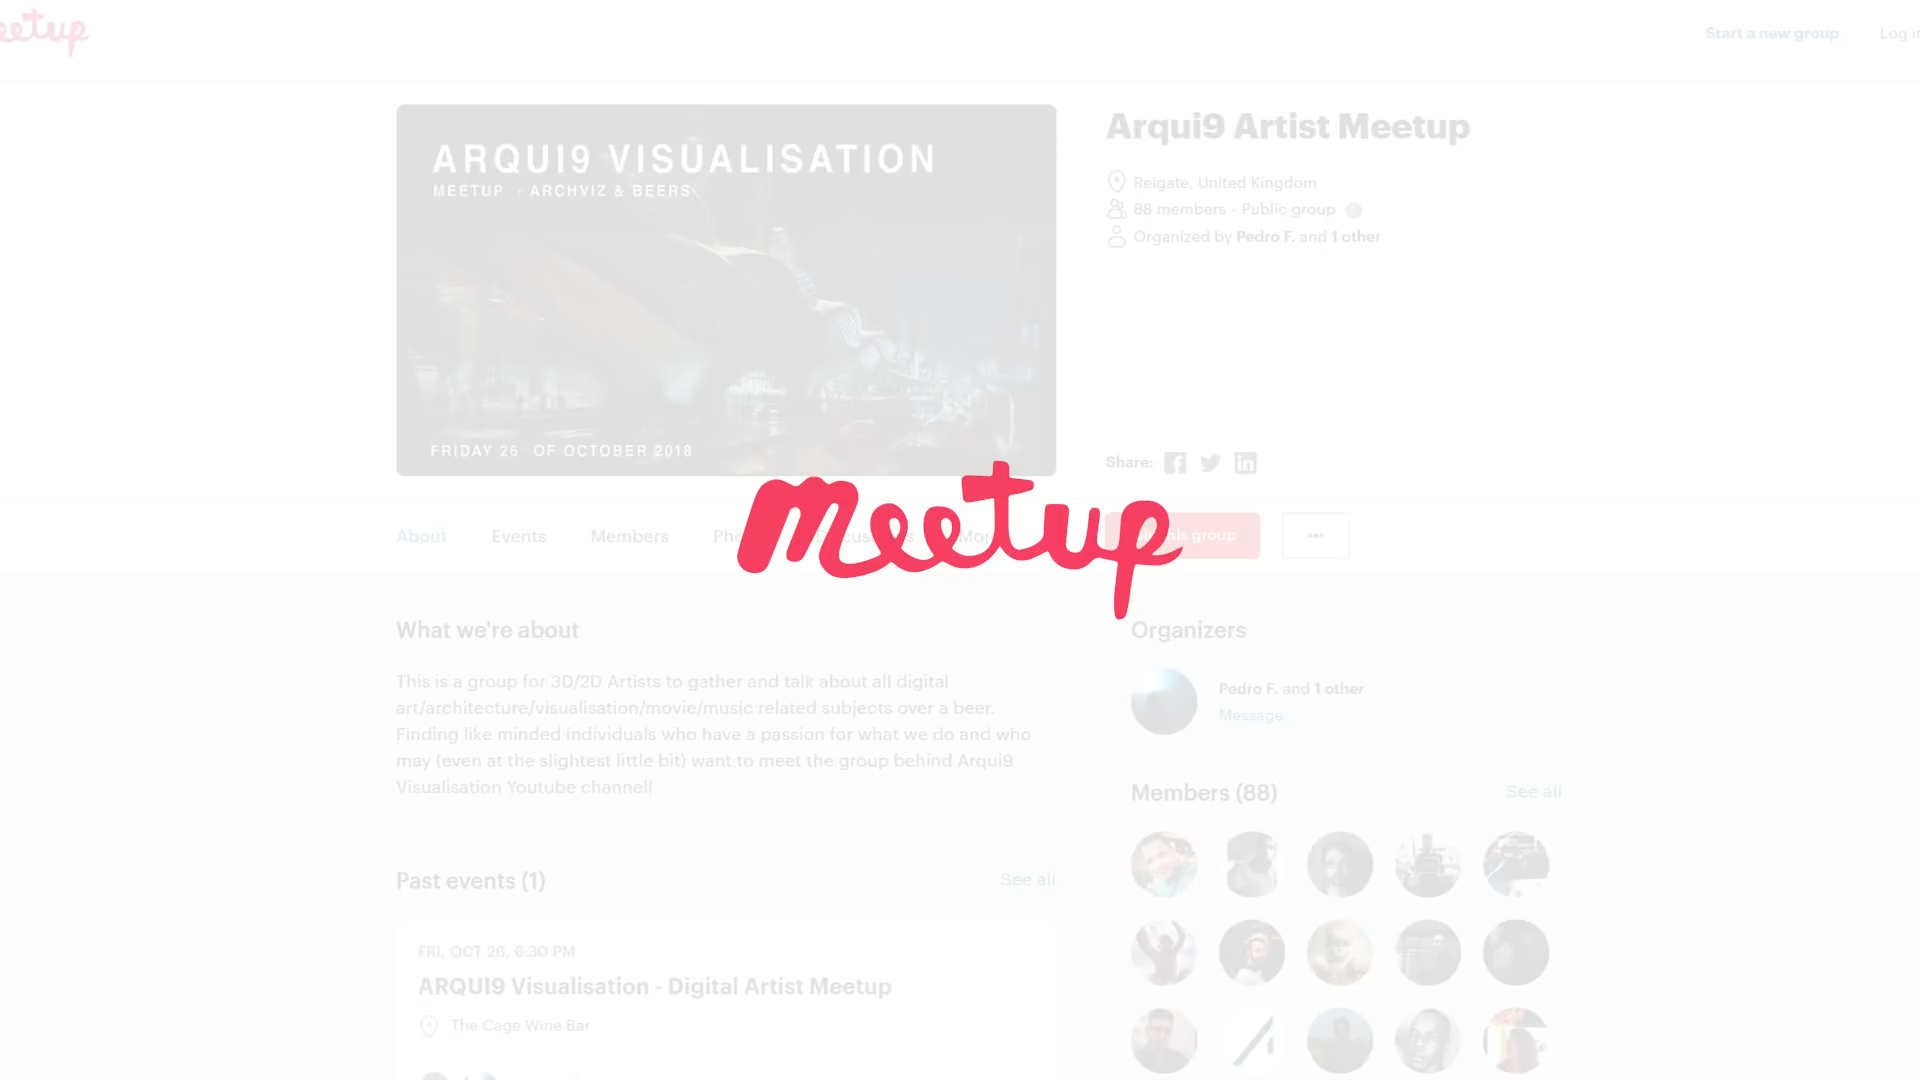 meetup
Start a new group
Log in
ARQUI9 VISUALISATION
MEETUP - ARCHVIZ & BEERS
FRIDAY 26 OF OCTOBER 2018
Arqui9 Artist Meetup
Reigate, United Kingdom
88 members · Public group
Organized by Pedro F. and 1 other
Share:
meetup
About Events Members
this group
What we're about
This is a group for 3D/2D Artists to gather and talk about all digital
art/architecture/visualisation/movie/music related subjects over a beer.
Finding like minded individuals who have a passion for what we do and who
may (even at the slightest little bit) want to meet the group behind Arqui9
Visualisation Youtube channel!
Organizers
Pedro F. and 1 other
Message
Members (88)
See all
Past events (1)
See all
FRI, OCT 26, 6:30 PM
ARQUI9 Visualisation - Digital Artist Meetup
The Cage Wine Bar